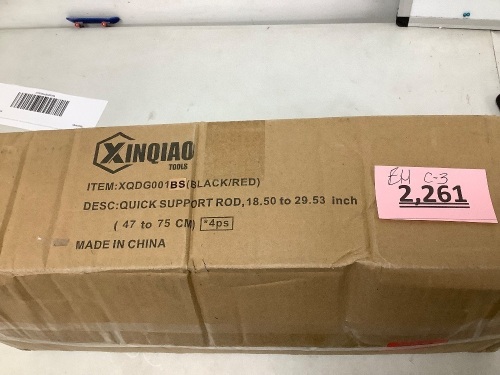 XINQIAO
TOOLS
ITEM:XQDG001BS(BLACK/RED)
DESC:QUICK SUPPORT ROD,18.50 to 29.53 inch
( 47 to 75 CM) *4ps
MADE IN CHINA
EM C-3
2,261